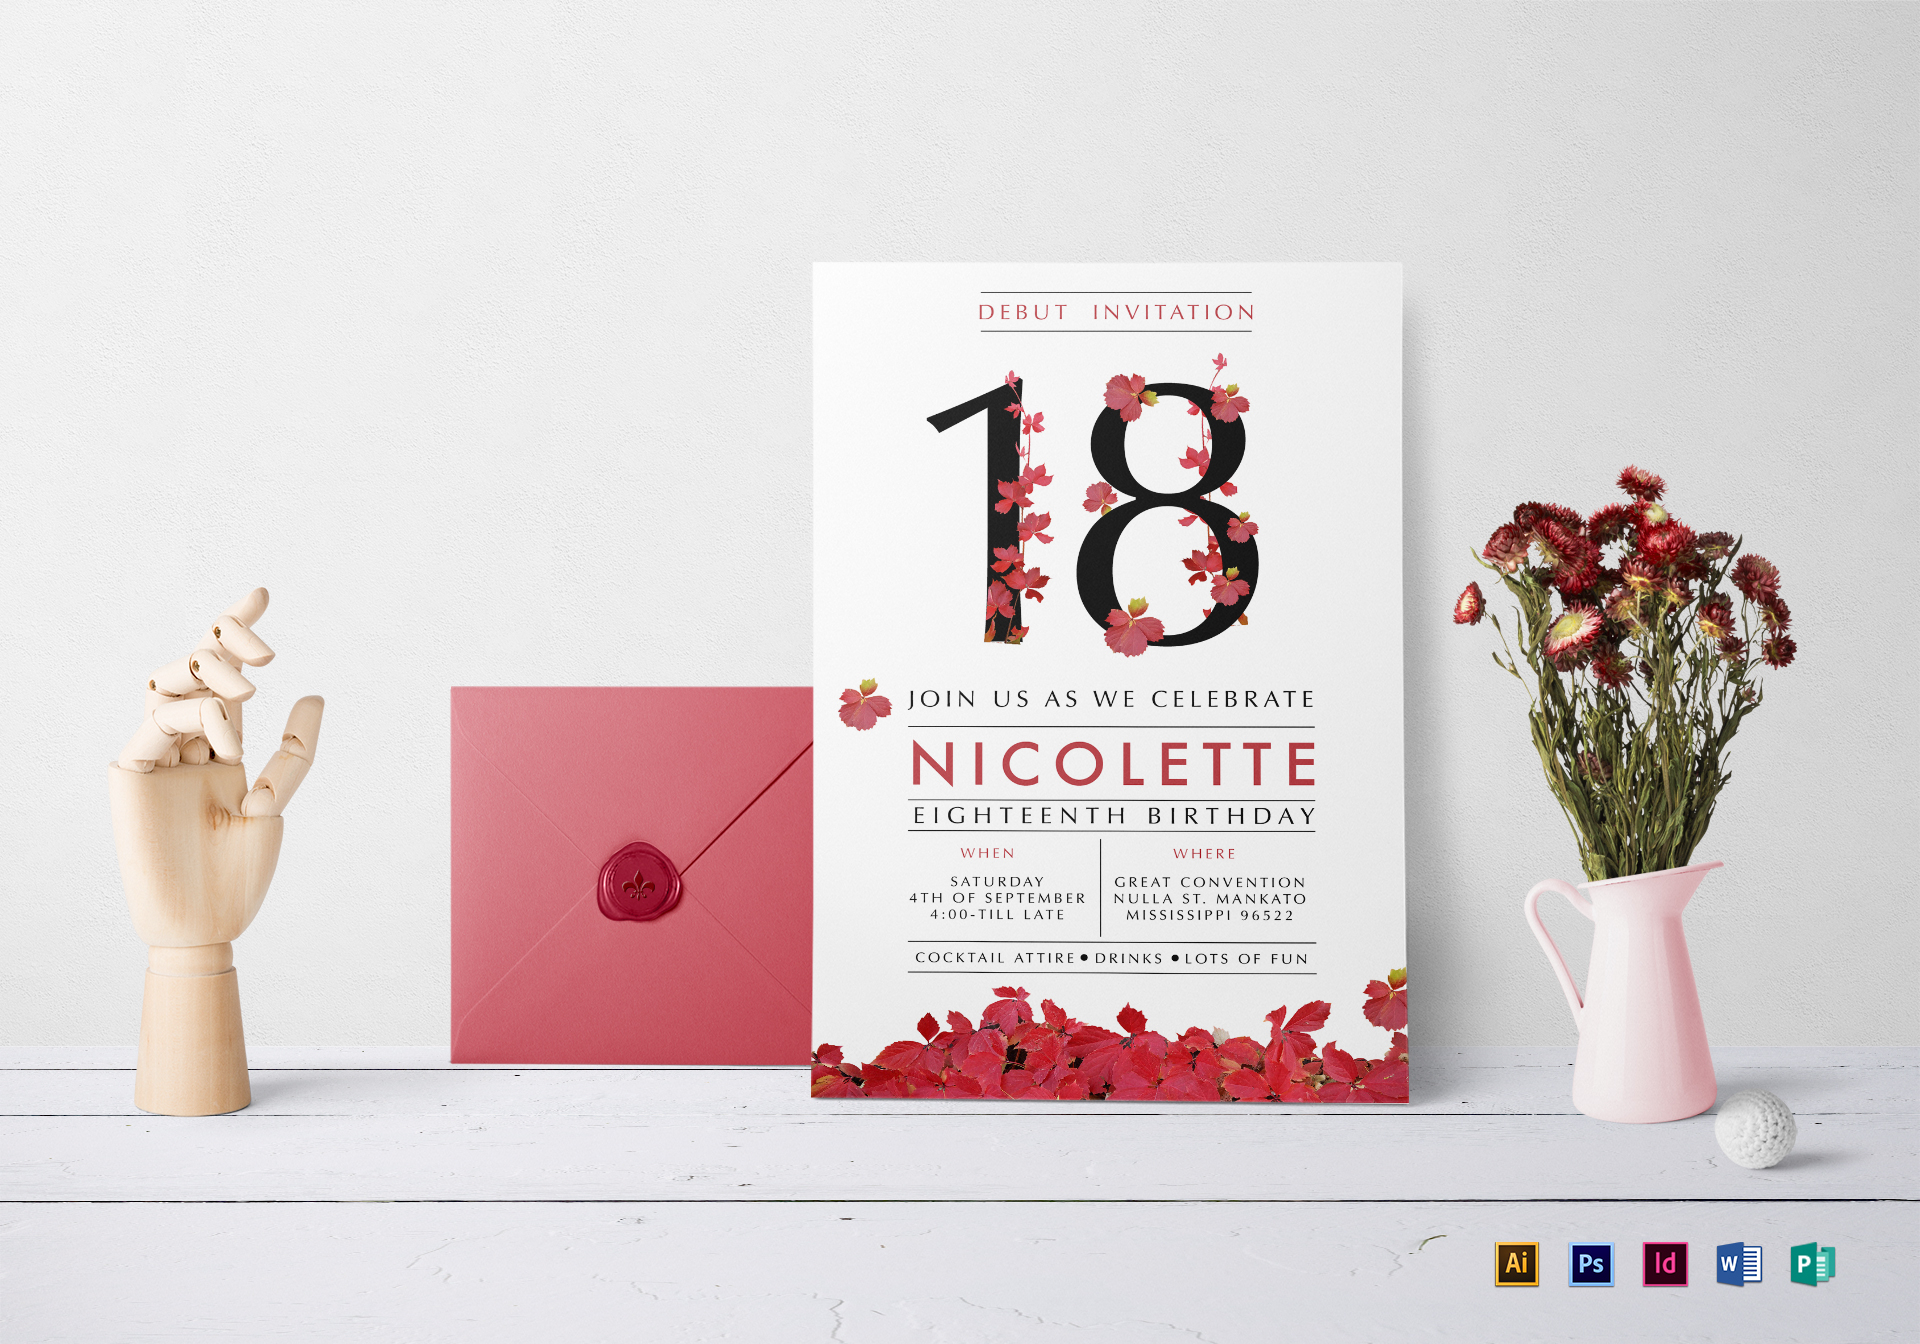 DEBUT INVITATION
18
JOIN US AS WE CELEBRATE
NICOLETTE
EIGHTEENTH BIRTHDAY
WHEN
SATURDAY
4TH OF SEPTEMBER
4:00-TILL LATE
WHERE
GREAT CONVENTION
NULLA ST. MANKATO
MISSISSIPPI 96522
COCKTAIL ATTIRE • DRINKS • LOTS OF FUN
Ai Ps Id W P